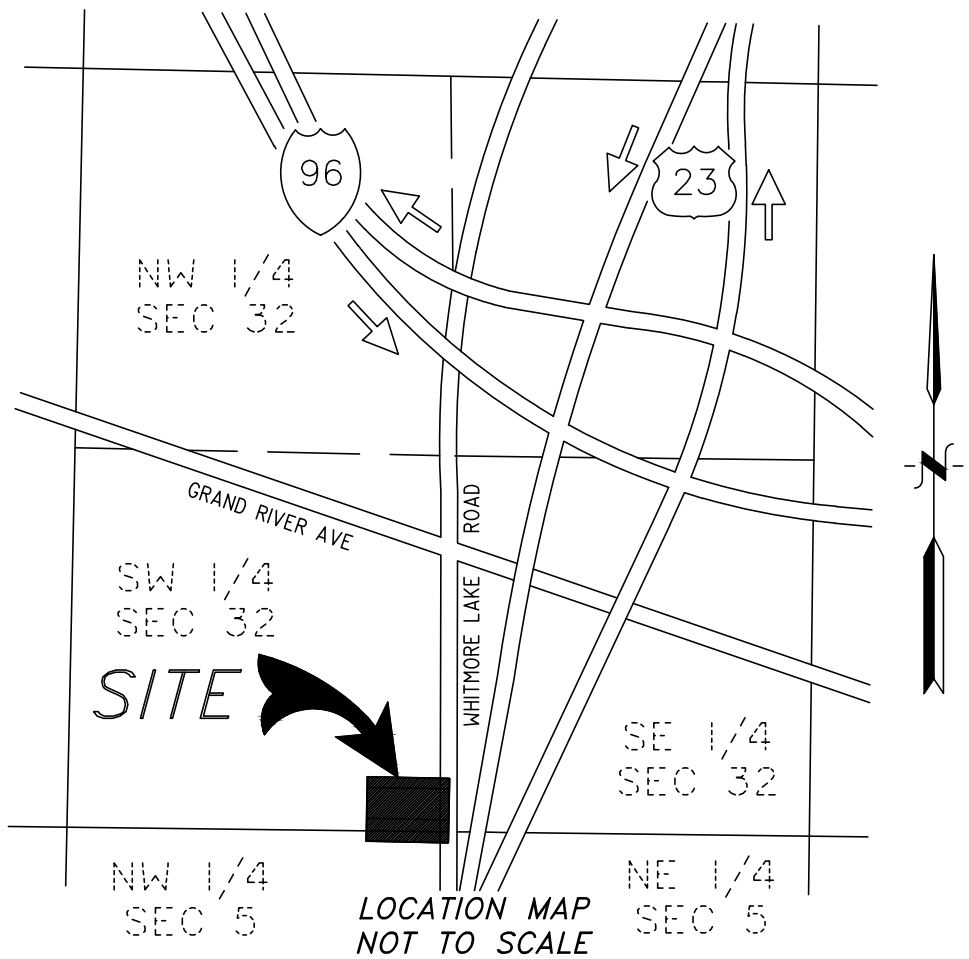 96
23
NW 1/4
SEC 32
GRAND RIVER AVE
WHITMORE LAKE ROAD
SW 1/4
SEC 32
SITE
SE 1/4
SEC 32
NW 1/4
SEC 5
NE 1/4
SEC 5
LOCATION MAP
NOT TO SCALE
N